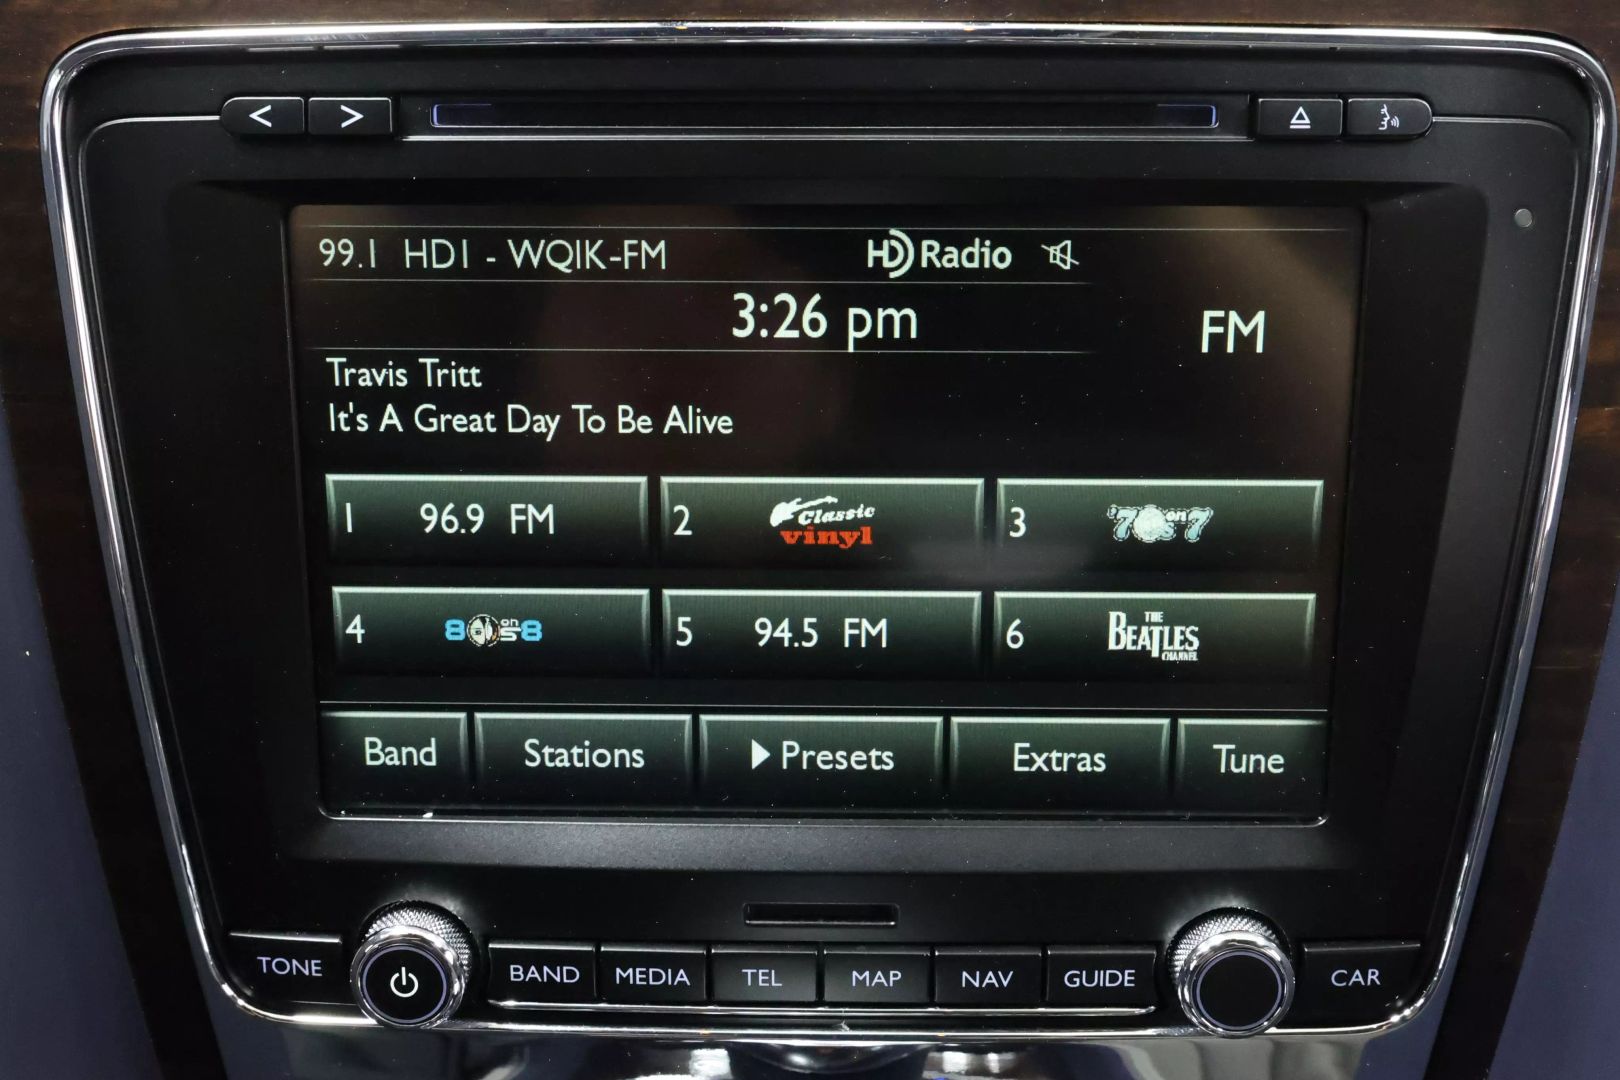 < >
99.1 HD1 - WQIK-FM HD Radio
3:26 pm
FM
Travis Tritt
It's A Great Day To Be Alive
1 96.9 FM
2 Classic
vinyl
3 '70s on 7
4 80s on 8
5 94.5 FM
6 THE
BEATLES
CHANNEL
Band Stations Presets Extras Tune
TONE BAND MEDIA TEL MAP NAV GUIDE CAR